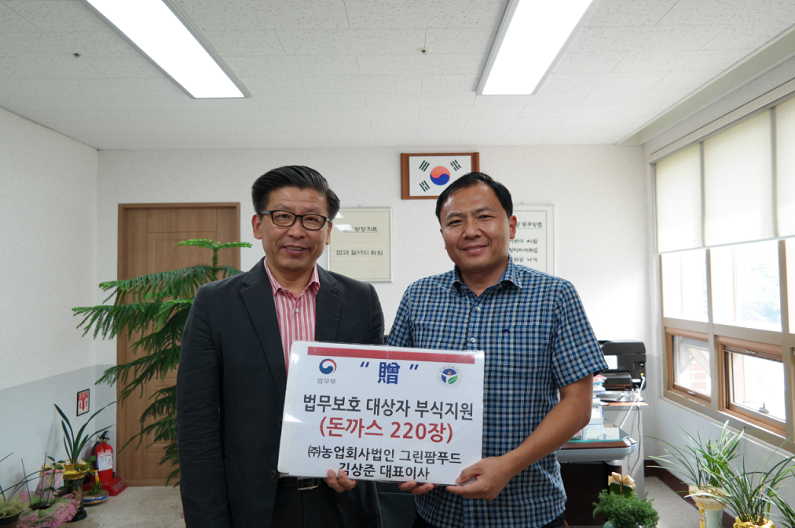 법무부
“贈”
법무보호 대상자 부식지원
(돈까스 220장)
㈜농업회사법인 그린팜푸드
김상준 대표이사